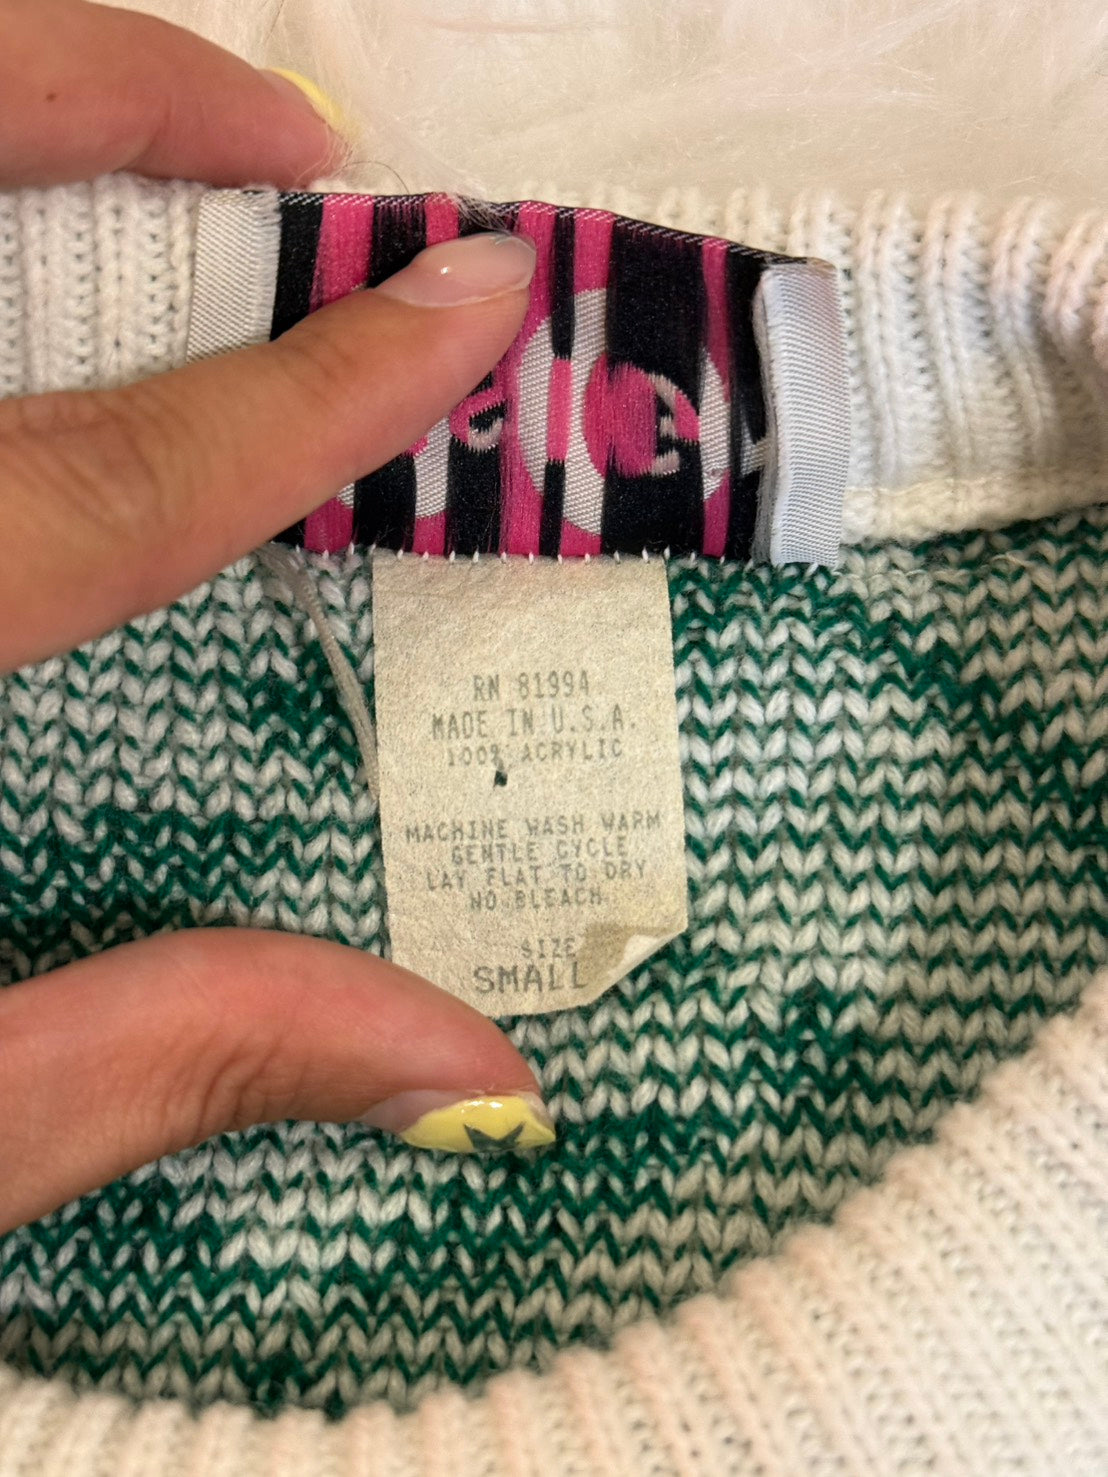 RN 81994
MADE IN U.S.A.
100% ACRYLIC
MACHINE WASH WARM
GENTLE CYCLE
LAY FLAT TO DRY
NO BLEACH
SIZE
SMALL